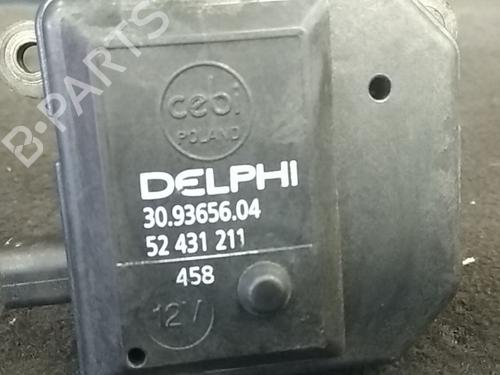 B-PARTS
cebi
POLAND
DELPHI
30.93656.04
52 431 211
458
12V